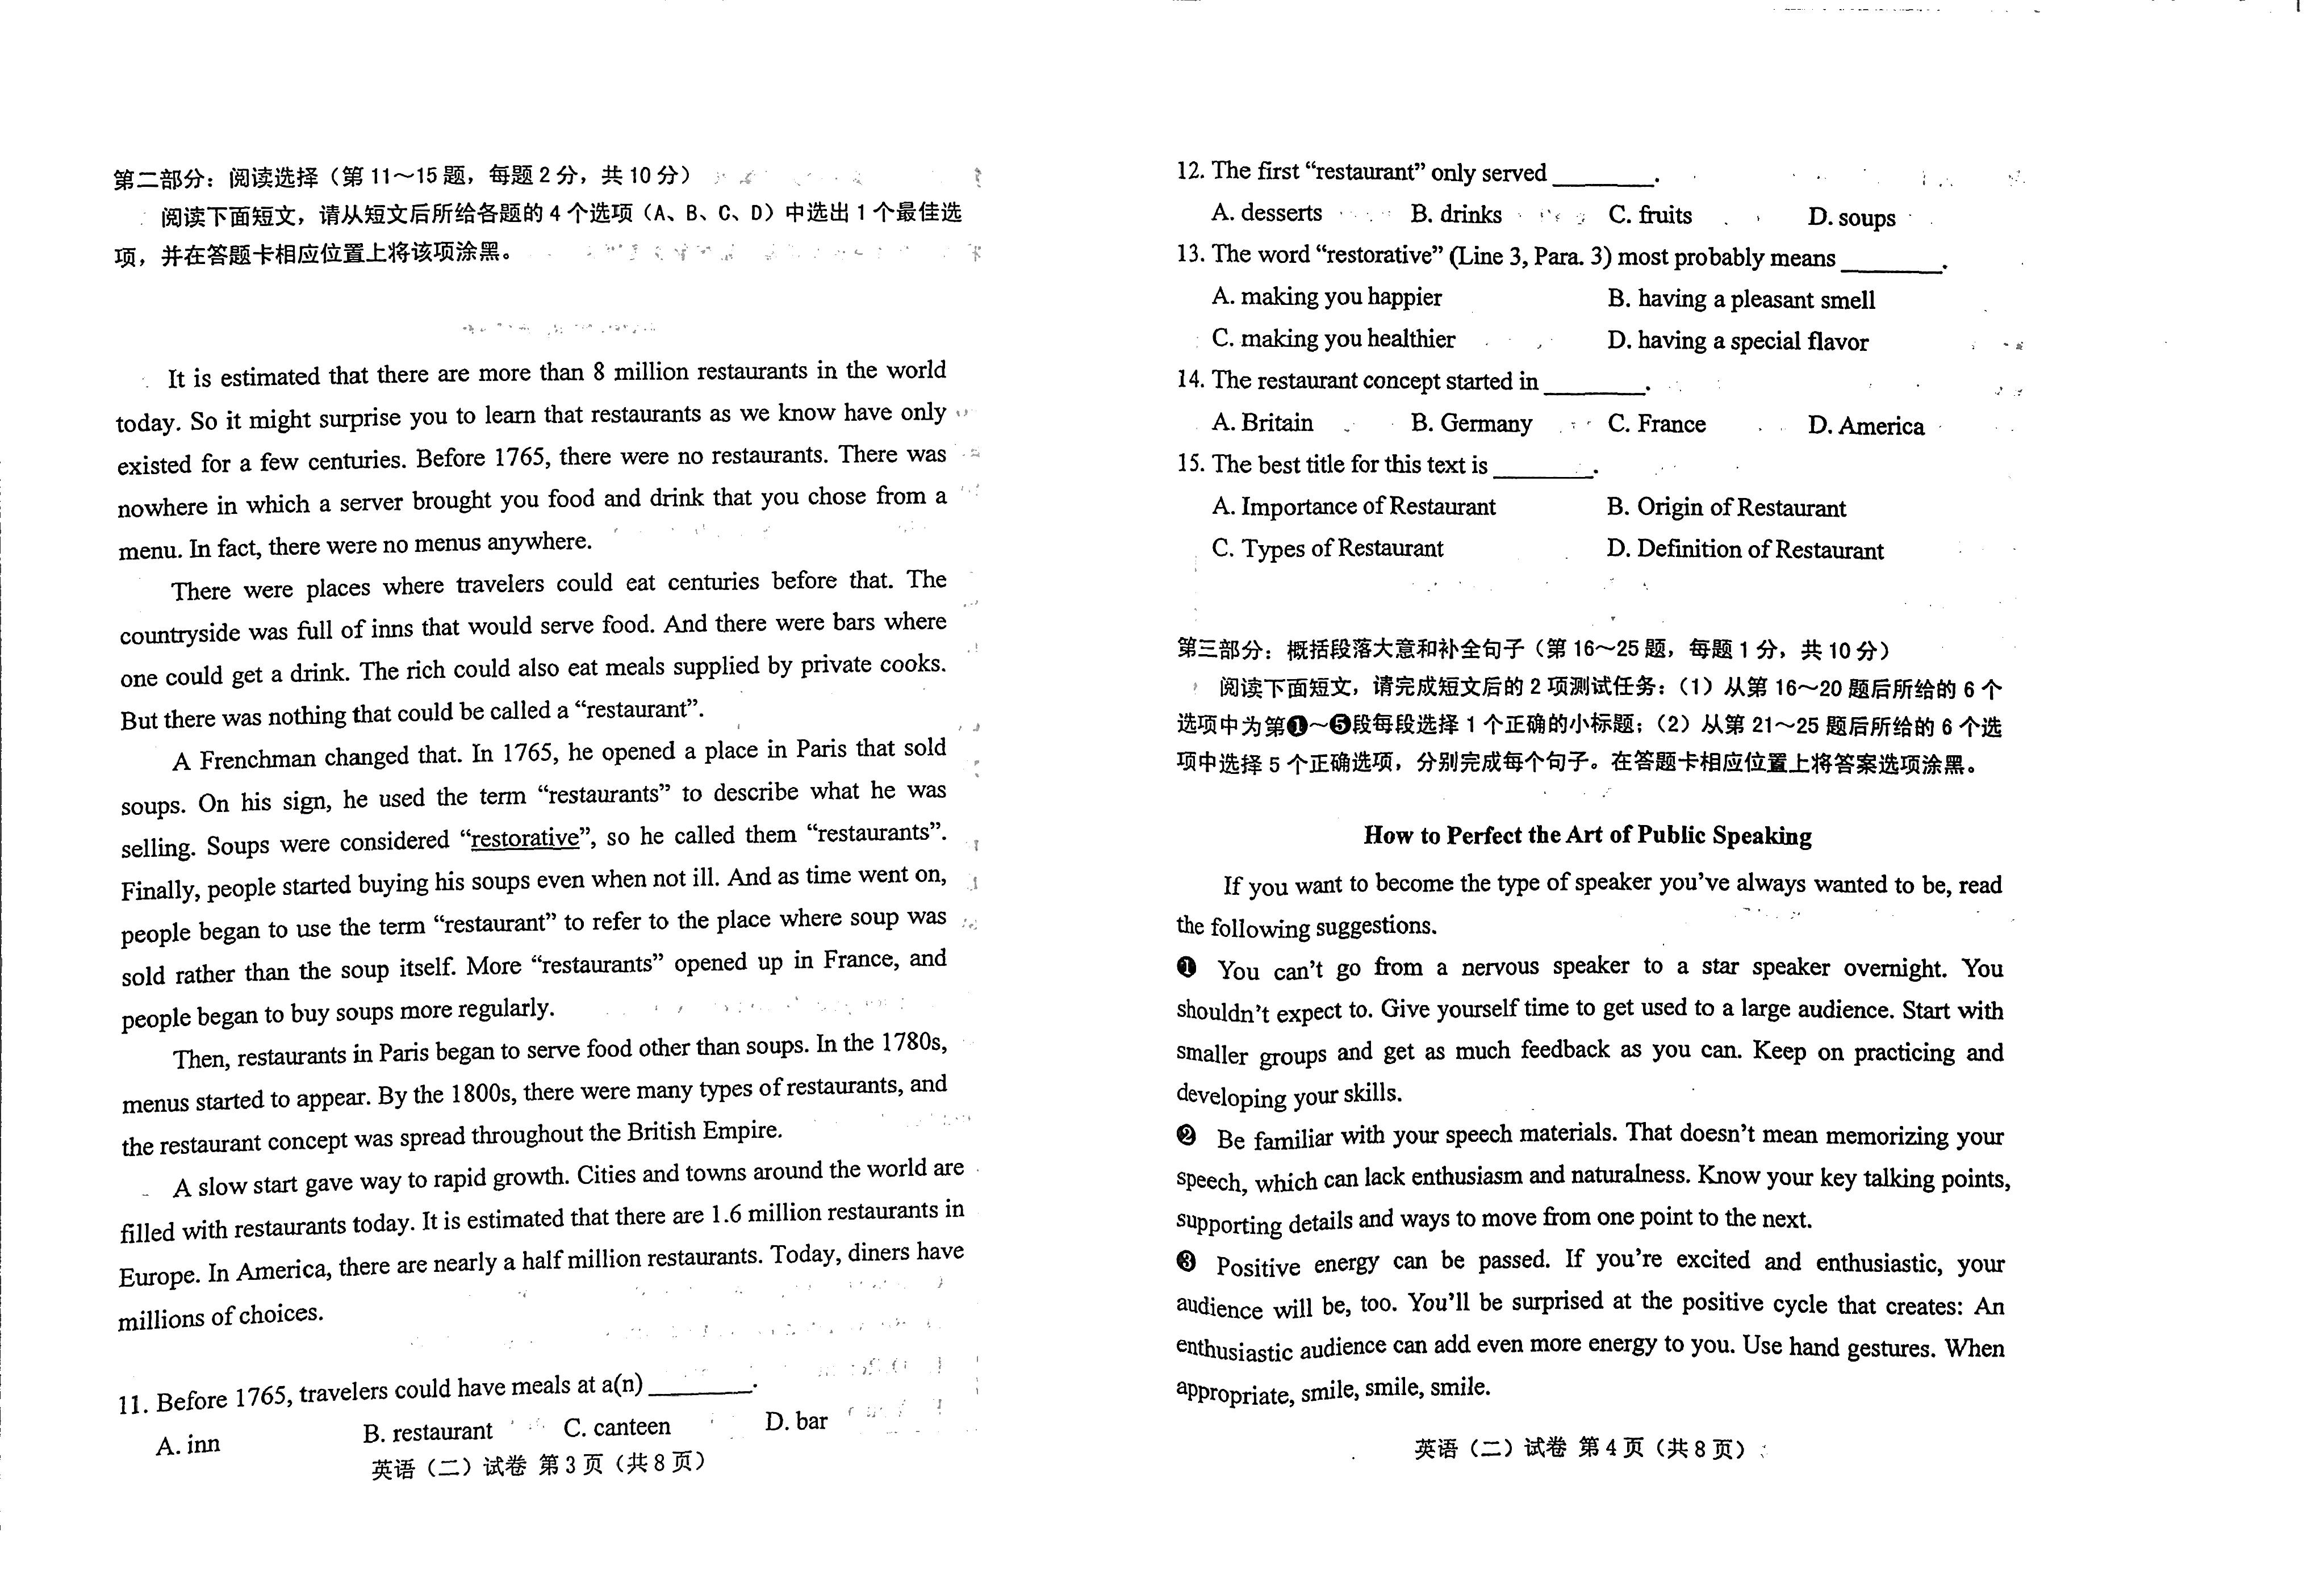 第二部分：阅读选择（第 11～15 题，每题 2 分，共 10 分）
阅读下面短文，请从短文后所给各题的 4 个选项（A、B、C、D）中选出 1 个最佳选
项，并在答题卡相应位置上将该项涂黑。
It is estimated that there are more than 8 million restaurants in the world
today. So it might surprise you to learn that restaurants as we know have only
existed for a few centuries. Before 1765, there were no restaurants. There was
nowhere in which a server brought you food and drink that you chose from a
menu. In fact, there were no menus anywhere.
There were places where travelers could eat centuries before that. The
countryside was full of inns that would serve food. And there were bars where
one could get a drink. The rich could also eat meals supplied by private cooks.
But there was nothing that could be called a “restaurant”.
A Frenchman changed that. In 1765, he opened a place in Paris that sold
soups. On his sign, he used the term “restaurants” to describe what he was
selling. Soups were considered “restorative”, so he called them “restaurants”.
Finally, people started buying his soups even when not ill. And as time went on,
people began to use the term “restaurant” to refer to the place where soup was
sold rather than the soup itself. More “restaurants” opened up in France, and
people began to buy soups more regularly.
Then, restaurants in Paris began to serve food other than soups. In the 1780s,
menus started to appear. By the 1800s, there were many types of restaurants, and
the restaurant concept was spread throughout the British Empire.
A slow start gave way to rapid growth. Cities and towns around the world are
filled with restaurants today. It is estimated that there are 1.6 million restaurants in
Europe. In America, there are nearly a half million restaurants. Today, diners have
millions of choices.
11. Before 1765, travelers could have meals at a(n) ________.
A. inn B. restaurant C. canteen D. bar
英语（二）试卷 第 3 页（共 8 页）
12. The first “restaurant” only served ________.
A. desserts B. drinks C. fruits D. soups
13. The word “restorative” (Line 3, Para. 3) most probably means ________.
A. making you happier B. having a pleasant smell
C. making you healthier D. having a special flavor
14. The restaurant concept started in ________.
A. Britain B. Germany C. France D. America
15. The best title for this text is ________.
A. Importance of Restaurant B. Origin of Restaurant
C. Types of Restaurant D. Definition of Restaurant
第三部分：概括段落大意和补全句子（第 16～25 题，每题 1 分，共 10 分）
阅读下面短文，请完成短文后的 2 项测试任务：（1）从第 16～20 题后所给的 6 个
选项中为第❶～❺段每段选择 1 个正确的小标题；（2）从第 21～25 题后所给的 6 个选
项中选择 5 个正确选项，分别完成每个句子。在答题卡相应位置上将答案选项涂黑。
How to Perfect the Art of Public Speaking
If you want to become the type of speaker you’ve always wanted to be, read
the following suggestions.
❶ You can’t go from a nervous speaker to a star speaker overnight. You
shouldn’t expect to. Give yourself time to get used to a large audience. Start with
smaller groups and get as much feedback as you can. Keep on practicing and
developing your skills.
❷ Be familiar with your speech materials. That doesn’t mean memorizing your
speech, which can lack enthusiasm and naturalness. Know your key talking points,
supporting details and ways to move from one point to the next.
❸ Positive energy can be passed. If you’re excited and enthusiastic, your
audience will be, too. You’ll be surprised at the positive cycle that creates: An
enthusiastic audience can add even more energy to you. Use hand gestures. When
appropriate, smile, smile, smile.
英语（二）试卷 第 4 页（共 8 页）